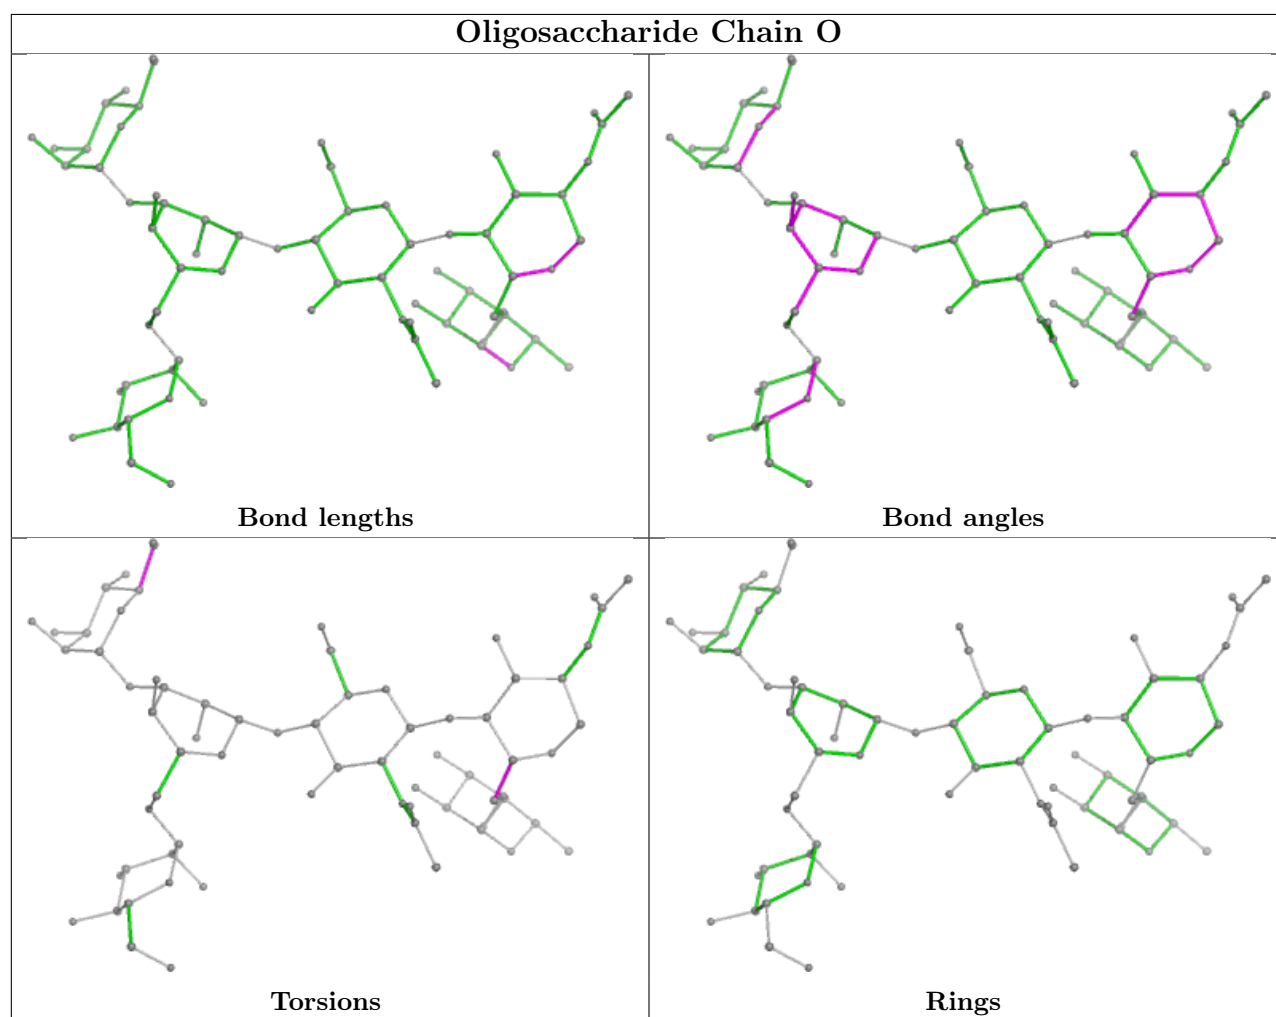 Oligosaccharide Chain O
Bond lengths
Bond angles
Torsions
Rings